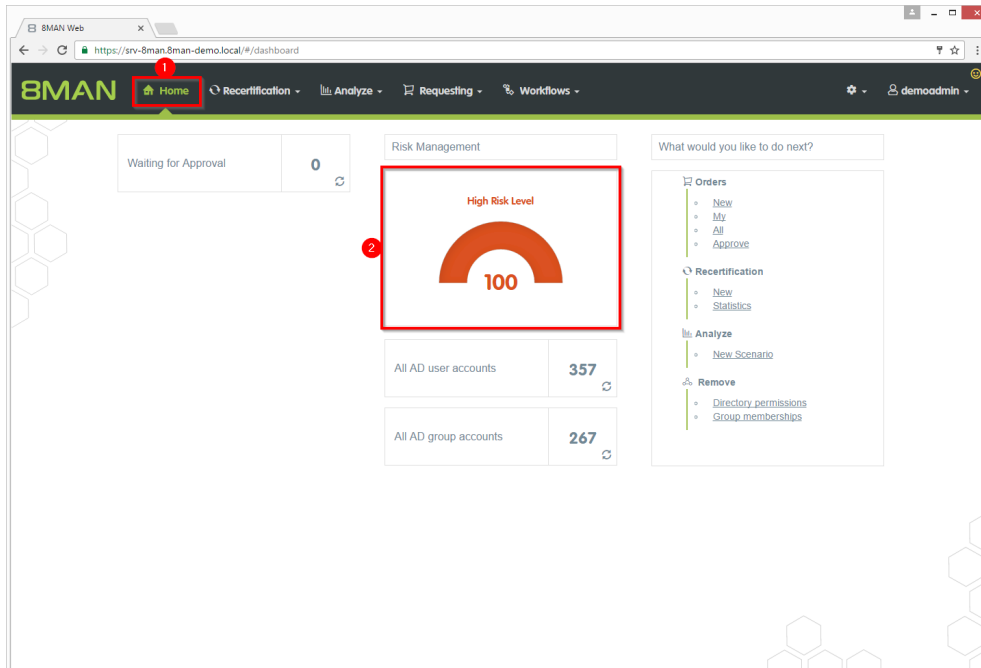 8MAN Web
https://srv-8man.8man-demo.local/#/dashboard
1
8MAN Home Recertification Analyze Requesting Workflows demoadmin
Waiting for Approval 0
Risk Management
What would you like to do next?
2
High Risk Level
100
All AD user accounts 357
All AD group accounts 267
Orders
New
My
All
Approve
Recertification
New
Statistics
Analyze
New Scenario
Remove
Directory permissions
Group memberships